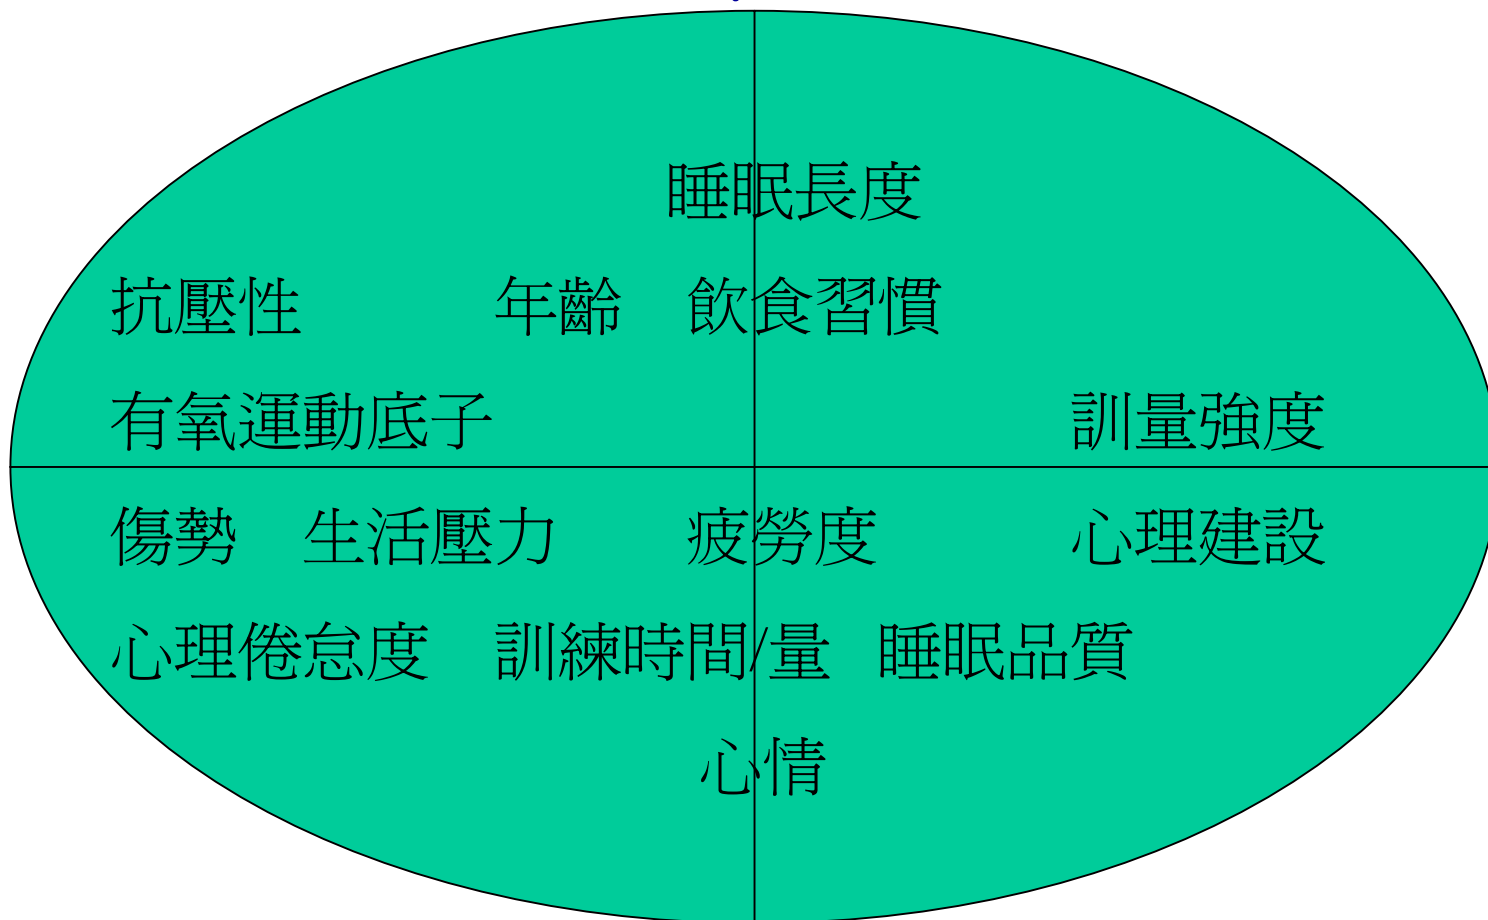 睡眠長度
抗壓性 年齡 飲食習慣
有氧運動底子 訓量強度
傷勢 生活壓力 疲勞度 心理建設
心理倦怠度 訓練時間/量 睡眠品質
心情